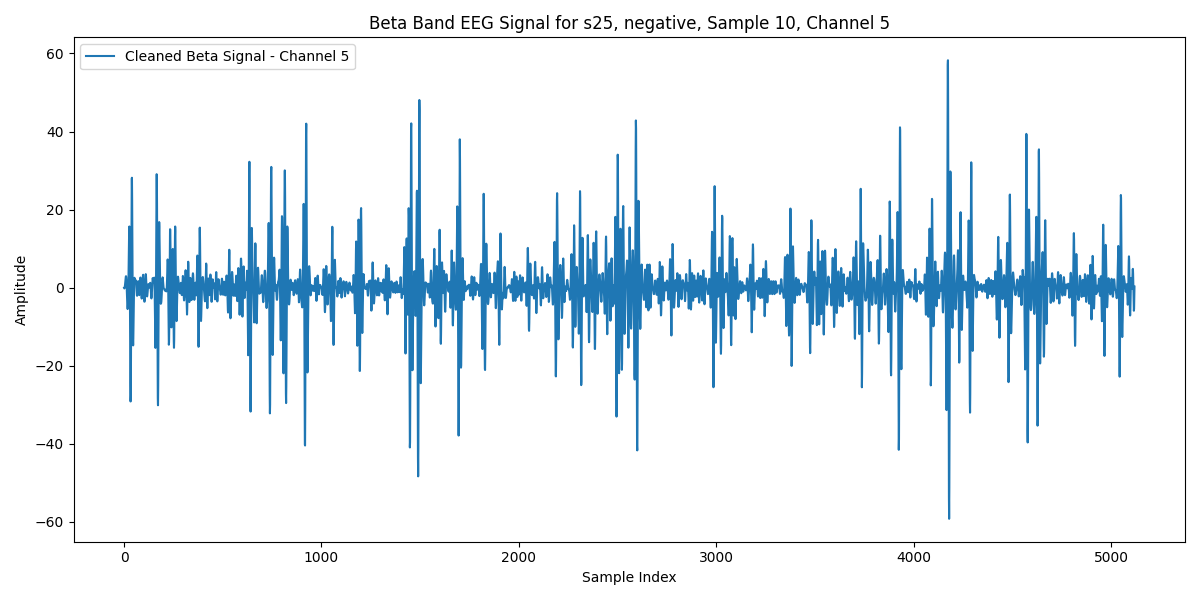 Beta Band EEG Signal for s25, negative, Sample 10, Channel 5
Cleaned Beta Signal - Channel 5
Amplitude
60
40
20
0
−20
−40
−60
0 1000 2000 3000 4000 5000
Sample Index